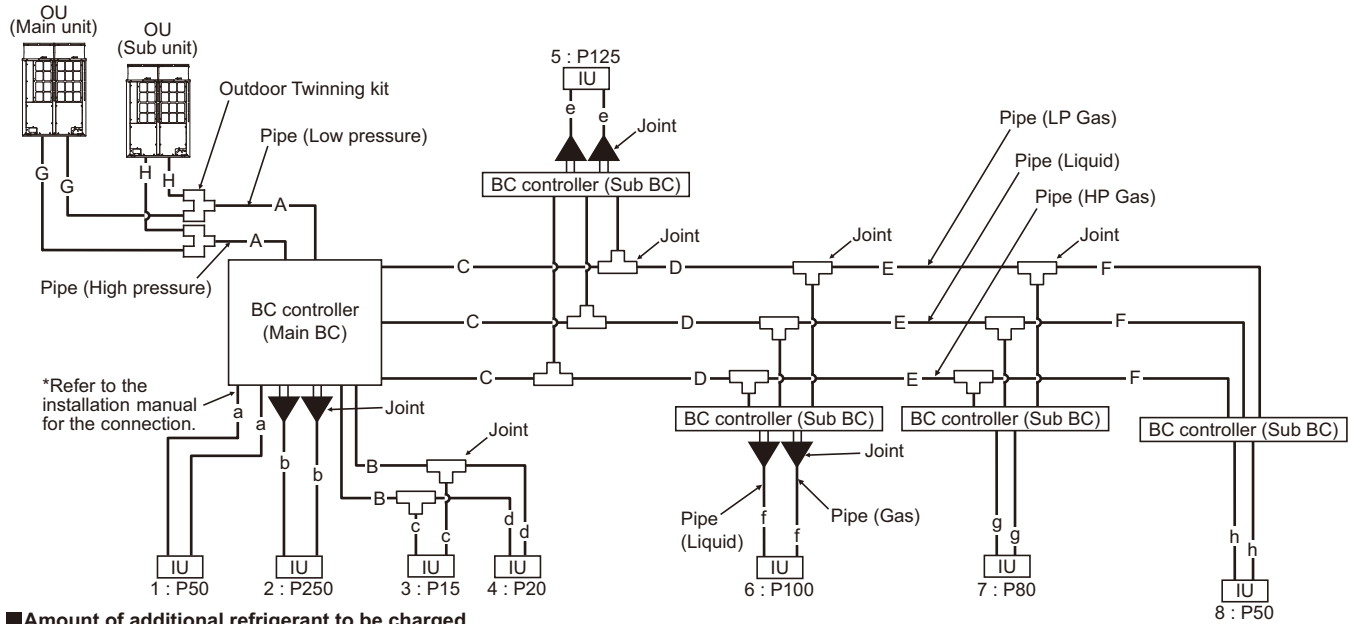 OU
(Main unit)
OU
(Sub unit)
Outdoor Twinning kit
Pipe (Low pressure)
G
G
H
H
A
A
Pipe (High pressure)
BC controller
(Main BC)
*Refer to the
installation manual
for the connection.
a
a
b
b
Joint
B
B
Joint
c
c
d
d
IU
1 : P50
IU
2 : P250
IU
3 : P15
IU
4 : P20
5 : P125
IU
e
e
Joint
BC controller (Sub BC)
Joint
Joint
Joint
Pipe (LP Gas)
Pipe (Liquid)
Pipe (HP Gas)
C
D
E
F
C
D
E
F
C
D
E
F
BC controller (Sub BC)
BC controller (Sub BC)
BC controller (Sub BC)
Joint
Pipe
(Liquid)
f
f
Pipe (Gas)
g
g
h
h
IU
6 : P100
IU
7 : P80
IU
8 : P50
■Amount of additional refrigerant to be charged